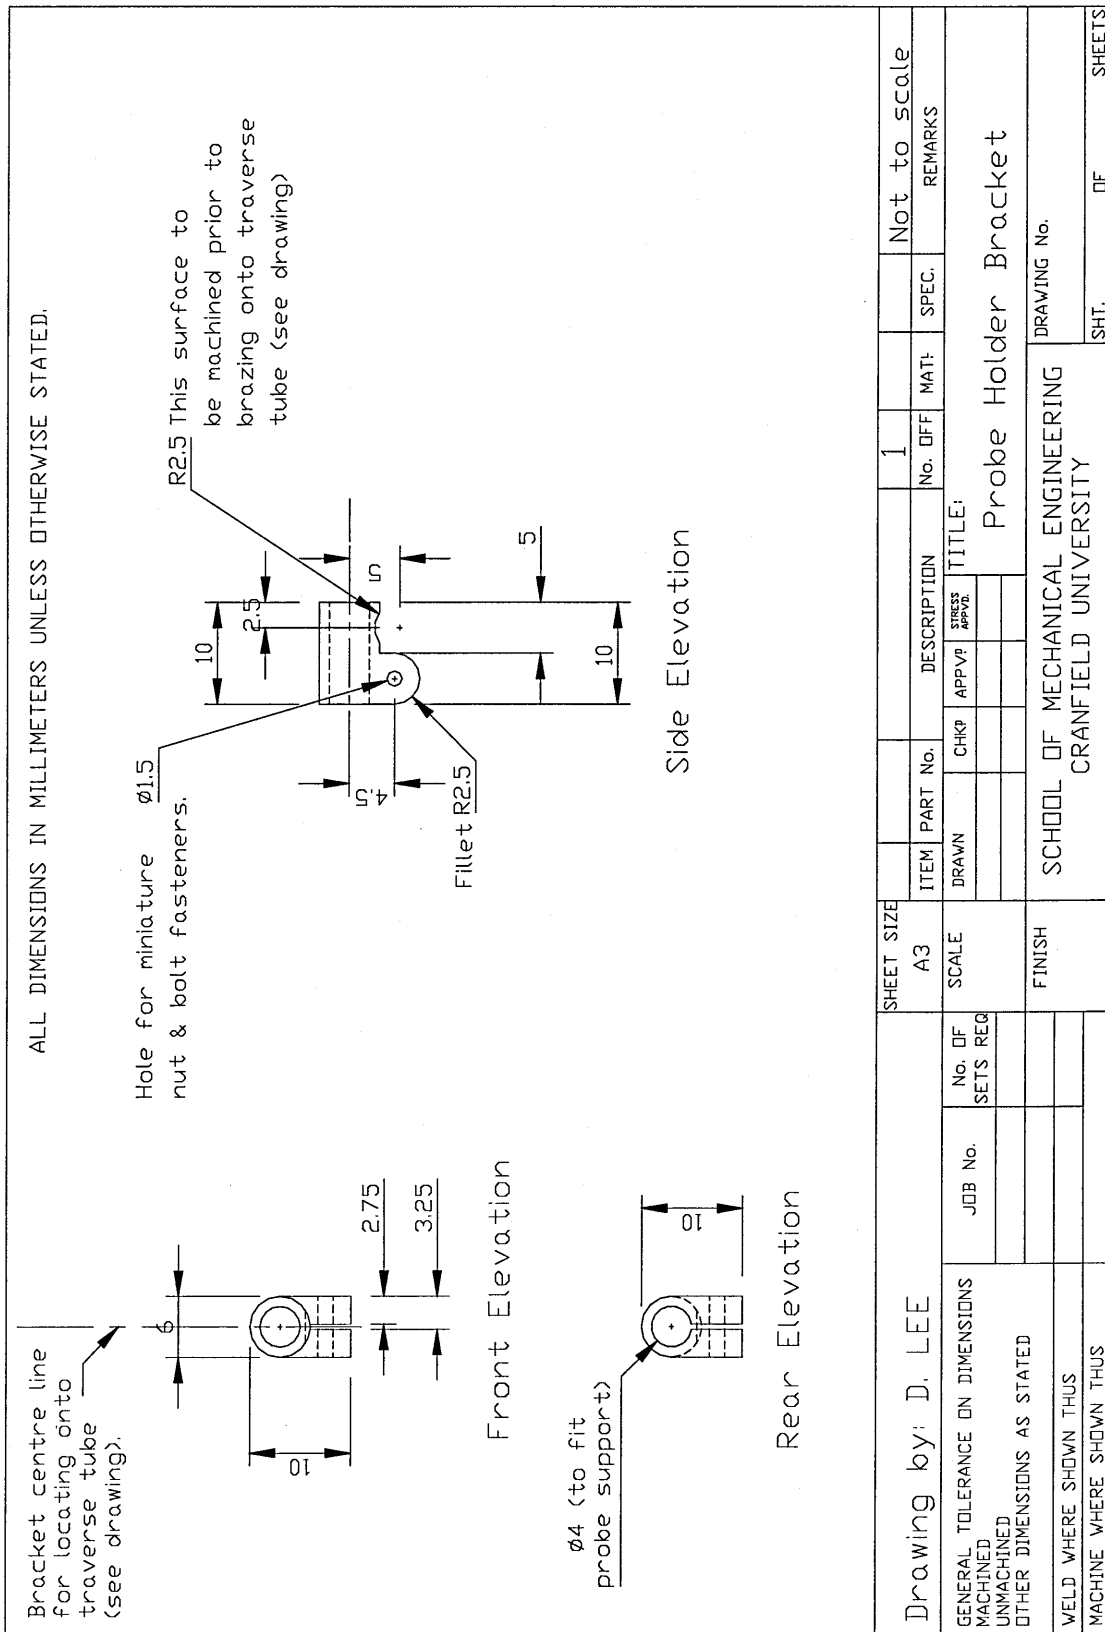 ALL DIMENSIONS IN MILLIMETERS UNLESS OTHERWISE STATED.
Bracket centre line
for locating onto
traverse tube
(see drawing).
6
10
2.75
3.25
Front Elevation
Ø4 (to fit
probe support)
10
Rear Elevation
Hole for miniature Ø1.5
nut & bolt fasteners.
10
2.5
R2.5 This surface to
be machined prior to
brazing onto traverse
tube (see drawing)
4.5
5
Fillet R2.5
5
10
Side Elevation
Drawing by: D. LEE
GENERAL TOLERANCE ON DIMENSIONS
MACHINED
UNMACHINED
OTHER DIMENSIONS AS STATED
WELD WHERE SHOWN THUS
MACHINE WHERE SHOWN THUS
JOB No.
No. OF
SETS REQ
SHEET SIZE
A3
SCALE
FINISH
1
Not to scale
ITEM
PART No.
DESCRIPTION
No. OFF
MATL
SPEC.
REMARKS
DRAWN
CHKD
APPVD
STRESS
APPVD.
TITLE:
Probe Holder Bracket
SCHOOL OF MECHANICAL ENGINEERING
CRANFIELD UNIVERSITY
DRAWING No.
SHT. OF SHEETS